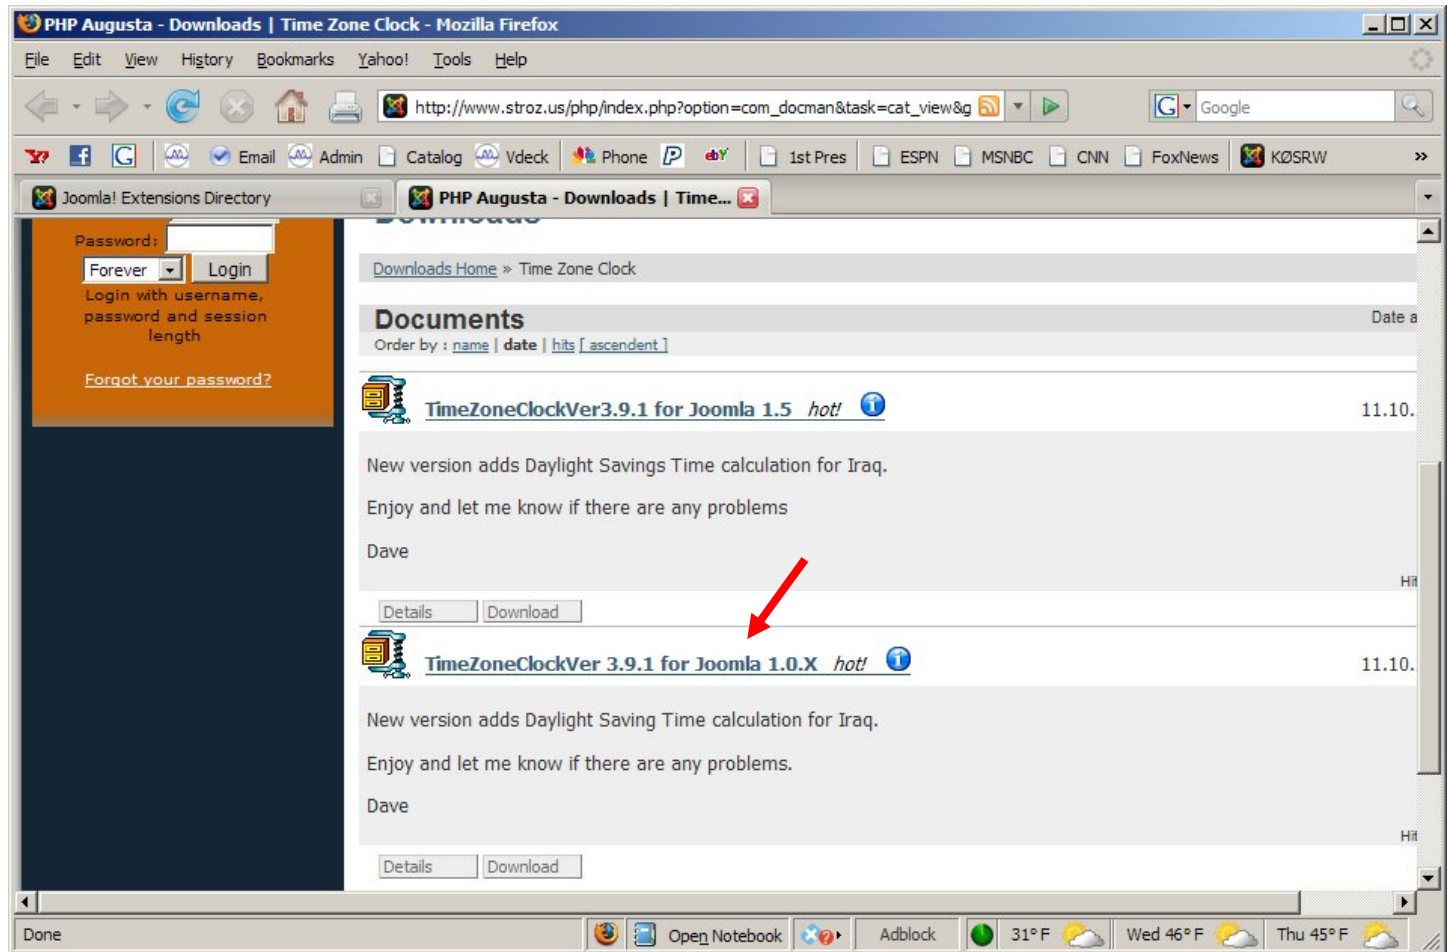 PHP Augusta - Downloads | Time Zone Clock - Mozilla Firefox
File Edit View History Bookmarks Yahoo! Tools Help
http://www.stroz.us/php/index.php?option=com_docman&task=cat_view&g G Google
Y! f G Email Admin Catalog Vdeck Phone P ebY 1st Pres ESPN MSNBC CNN FoxNews KØSRW »
Joomla! Extensions Directory PHP Augusta - Downloads | Time...
Downloads
Password:
Forever Login
Login with username,
password and session
length
Forgot your password?
Downloads Home » Time Zone Clock
Documents Date a
Order by : name | date | hits [ ascendent ]
TimeZoneClockVer3.9.1 for Joomla 1.5 hot! 11.10.
New version adds Daylight Savings Time calculation for Iraq.
Enjoy and let me know if there are any problems
Dave
Hit
Details Download
TimeZoneClockVer 3.9.1 for Joomla 1.0.X hot! 11.10.
New version adds Daylight Saving Time calculation for Iraq.
Enjoy and let me know if there are any problems.
Dave
Hit
Details Download
Done Open Notebook Adblock 31° F Wed 46° F Thu 45° F